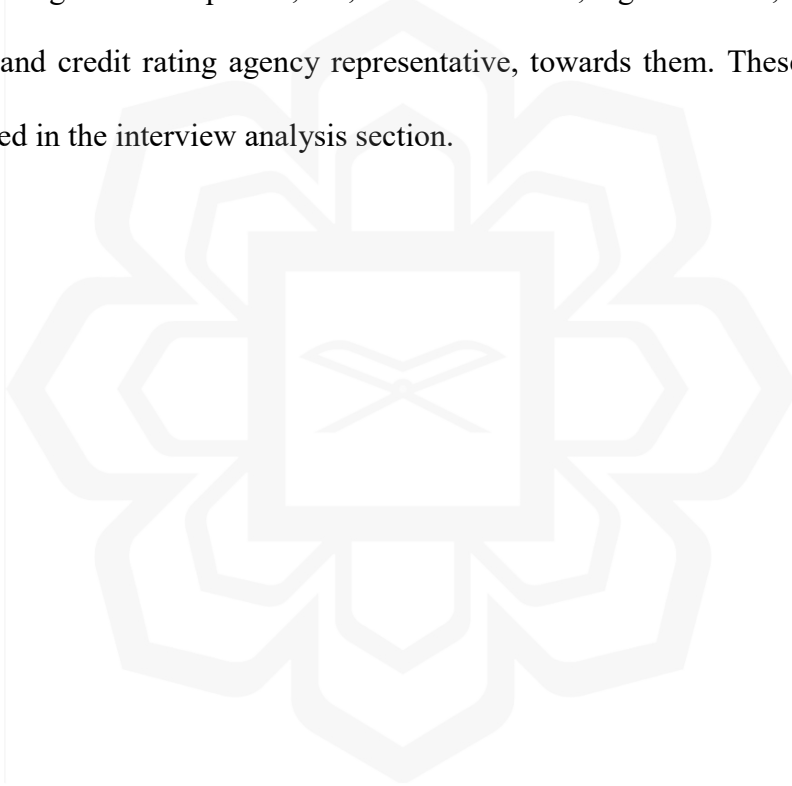 and credit rating agency representative, towards them. These
ed in the interview analysis section.